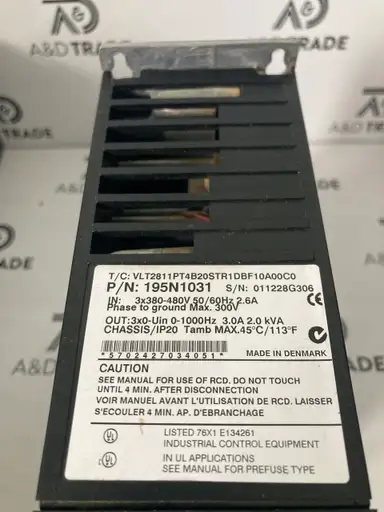 A&D TRADE
A&D TRADE
T/C: VLT2811PT4B20STR1DBF10A00C0
P/N: 195N1031 S/N: 011228G306
IN: 3x380-480V 50/60Hz 2.6A
Phase to ground Max. 300V
OUT:3x0-Uin 0-1000Hz 3.0A 2.0 kVA
CHASSIS/IP20 Tamb MAX.45°C/113°F
*5702427034051* MADE IN DENMARK
CAUTION
SEE MANUAL FOR USE OF RCD. DO NOT TOUCH
UNTIL 4 MIN. AFTER DISCONNECTION
VOIR MANUEL AVANT L'UTILISATION DE RCD. LAISSER
S'ECOULER 4 MIN. AP. D'EBRANCHAGE
UL LISTED 76X1 E134261
INDUSTRIAL CONTROL EQUIPMENT
UL IN UL APPLICATIONS
SEE MANUAL FOR PREFUSE TYPE